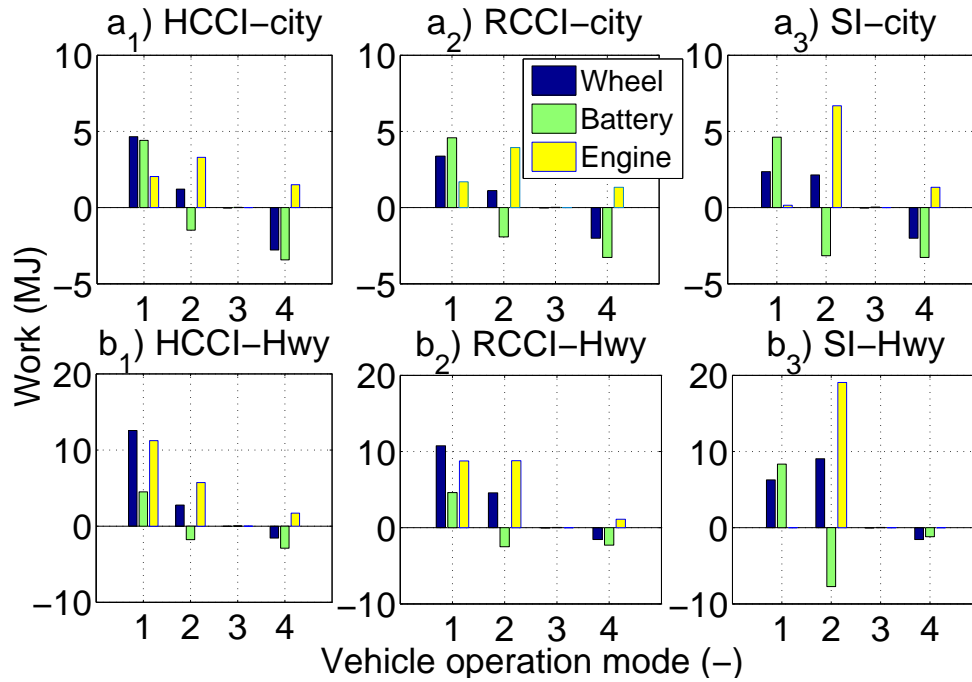 a1) HCCI−city
a2) RCCI−city
a3) SI−city
10
5
0
−5
1 2 3 4
10
5
0
−5
1 2 3 4
10
5
0
−5
1 2 3 4
Wheel
Battery
Engine
Work (MJ)
b1) HCCI−Hwy
b2) RCCI−Hwy
b3) SI−Hwy
20
10
0
−10
1 2 3 4
20
10
0
−10
1 2 3 4
20
10
0
−10
1 2 3 4
Vehicle operation mode (−)